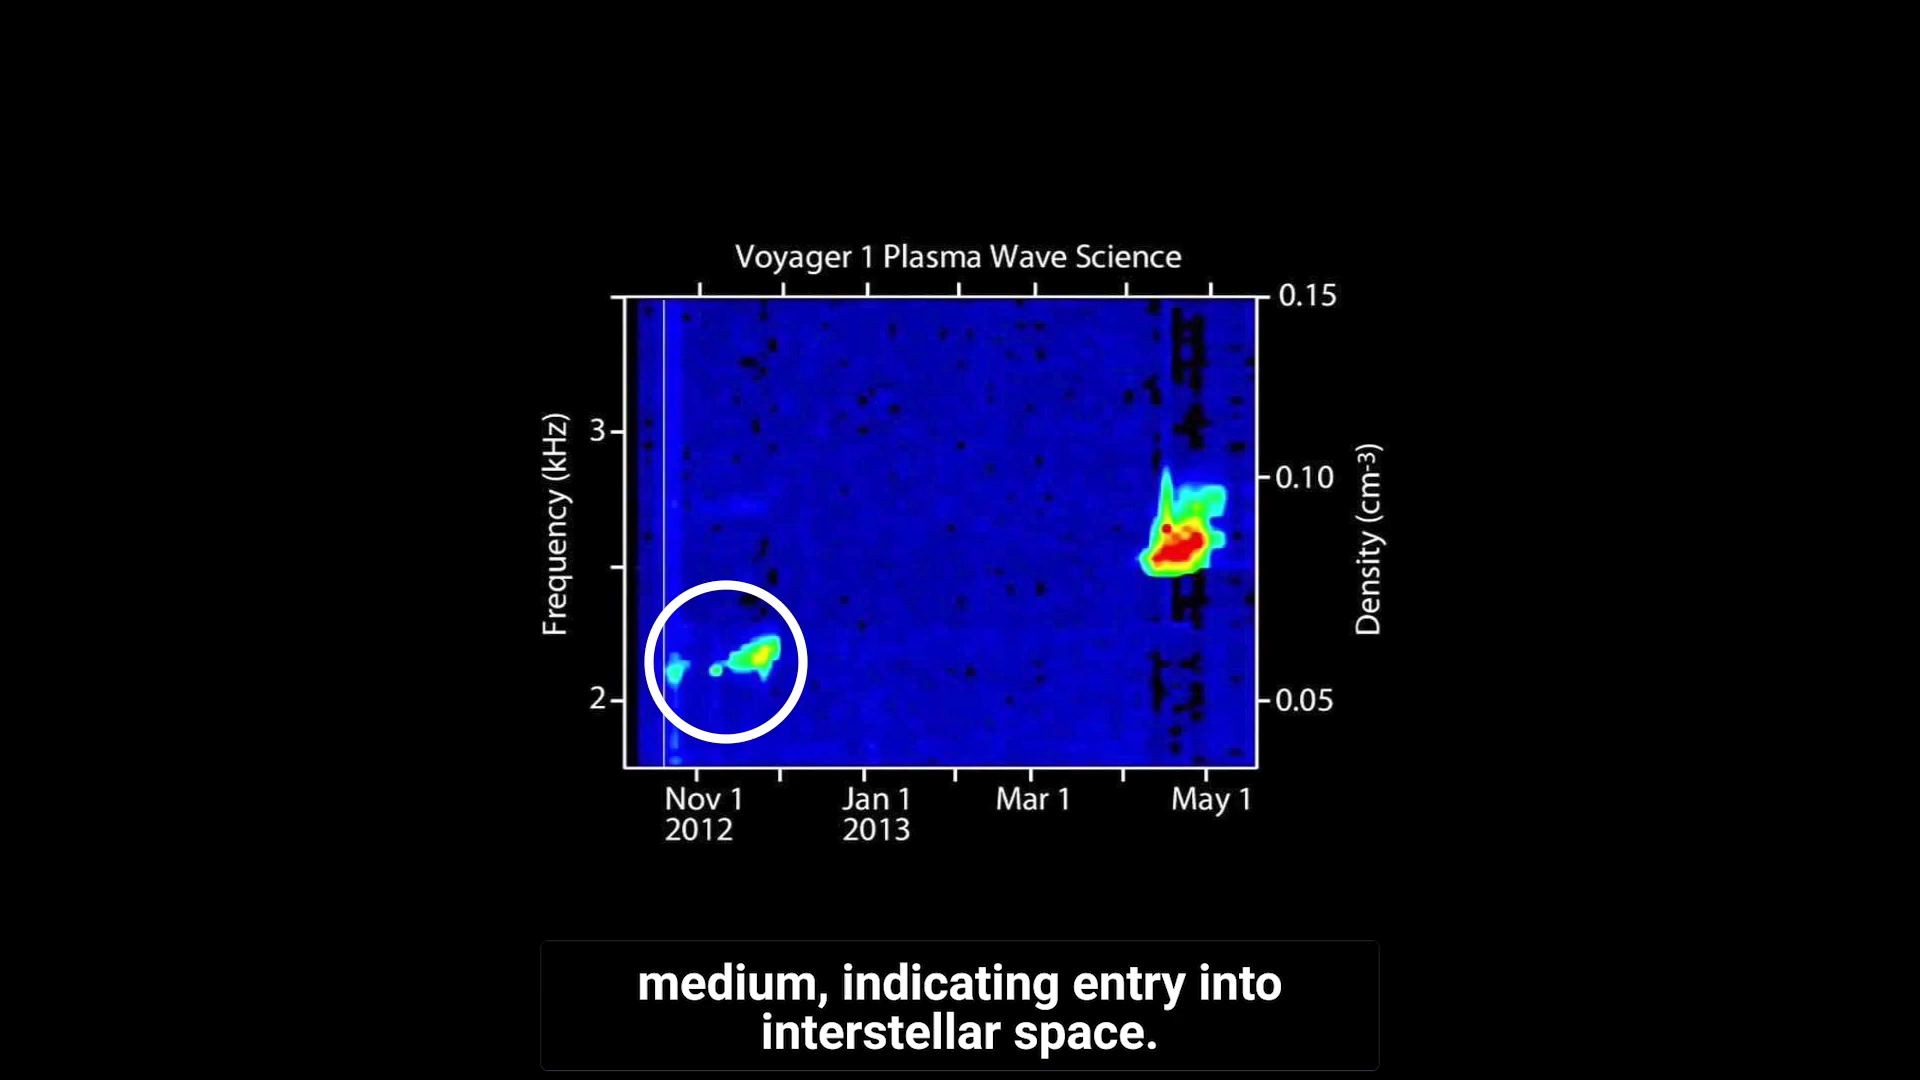 Voyager 1 Plasma Wave Science
0.15
3
0.10
Frequency (kHz)
Density (cm-3)
2
0.05
Nov 1
2012
Jan 1
2013
Mar 1
May 1
medium, indicating entry into
interstellar space.